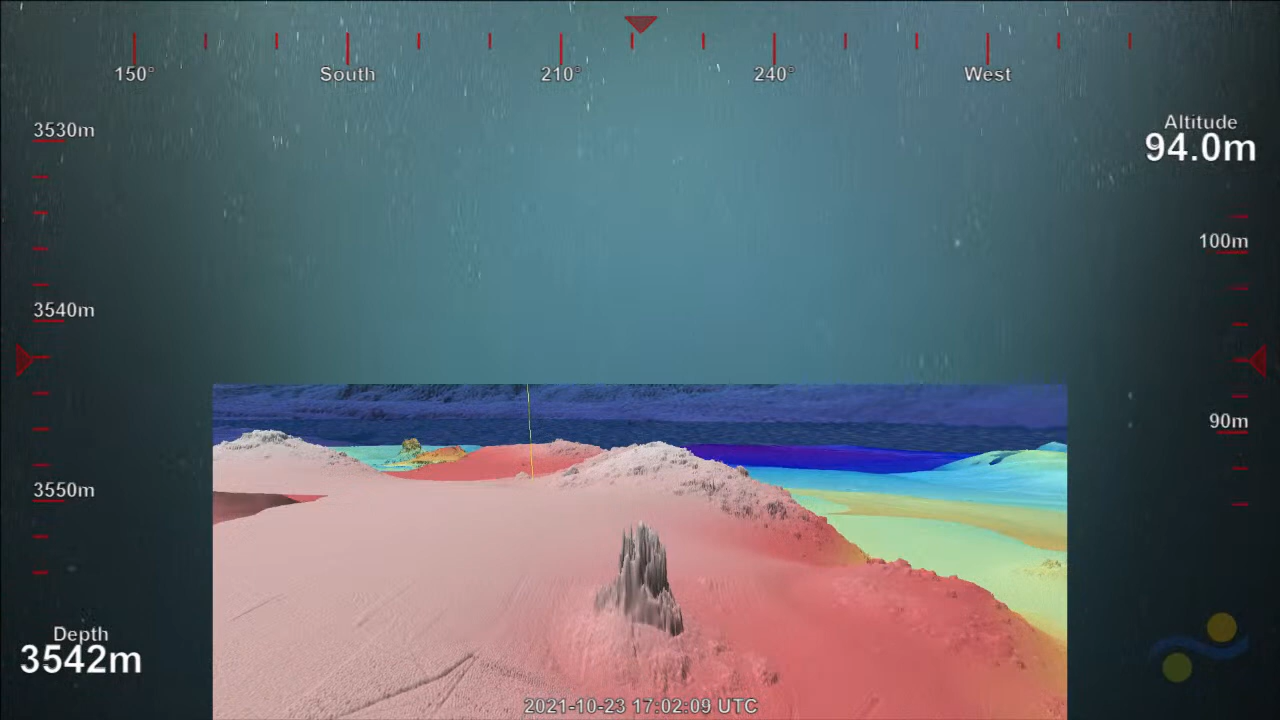 150° South 210° 240° West
Altitude
94.0m
3530m
100m
3540m
90m
3550m
Depth
3542m
2021-10-23 17:02:09 UTC